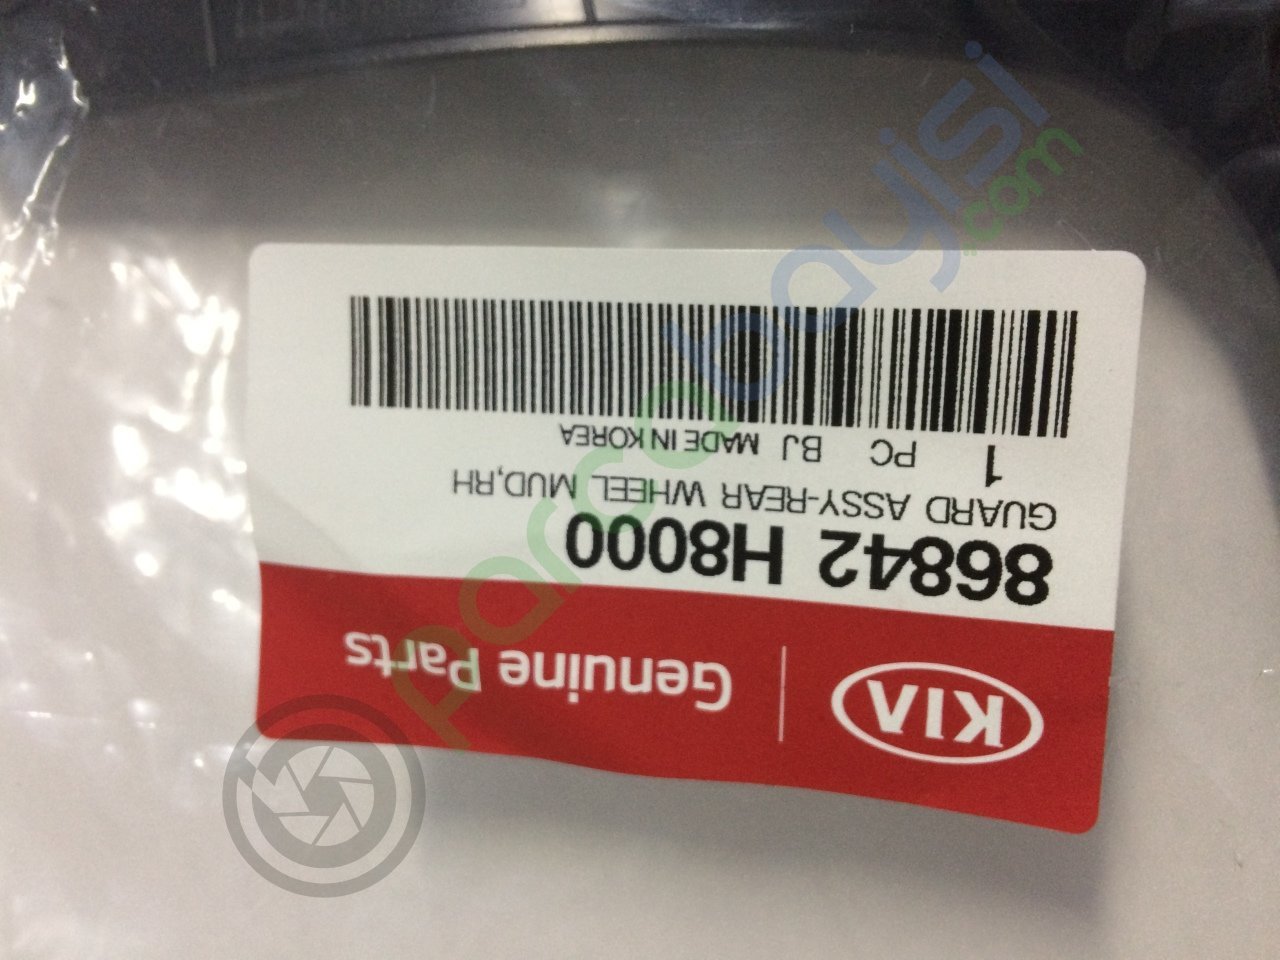 KIA Genuine Parts
86842 H8000
GUARD ASSY-REAR WHEEL MUD,RH
1 PC BJ MADE IN KOREA
Parcabayisi.com